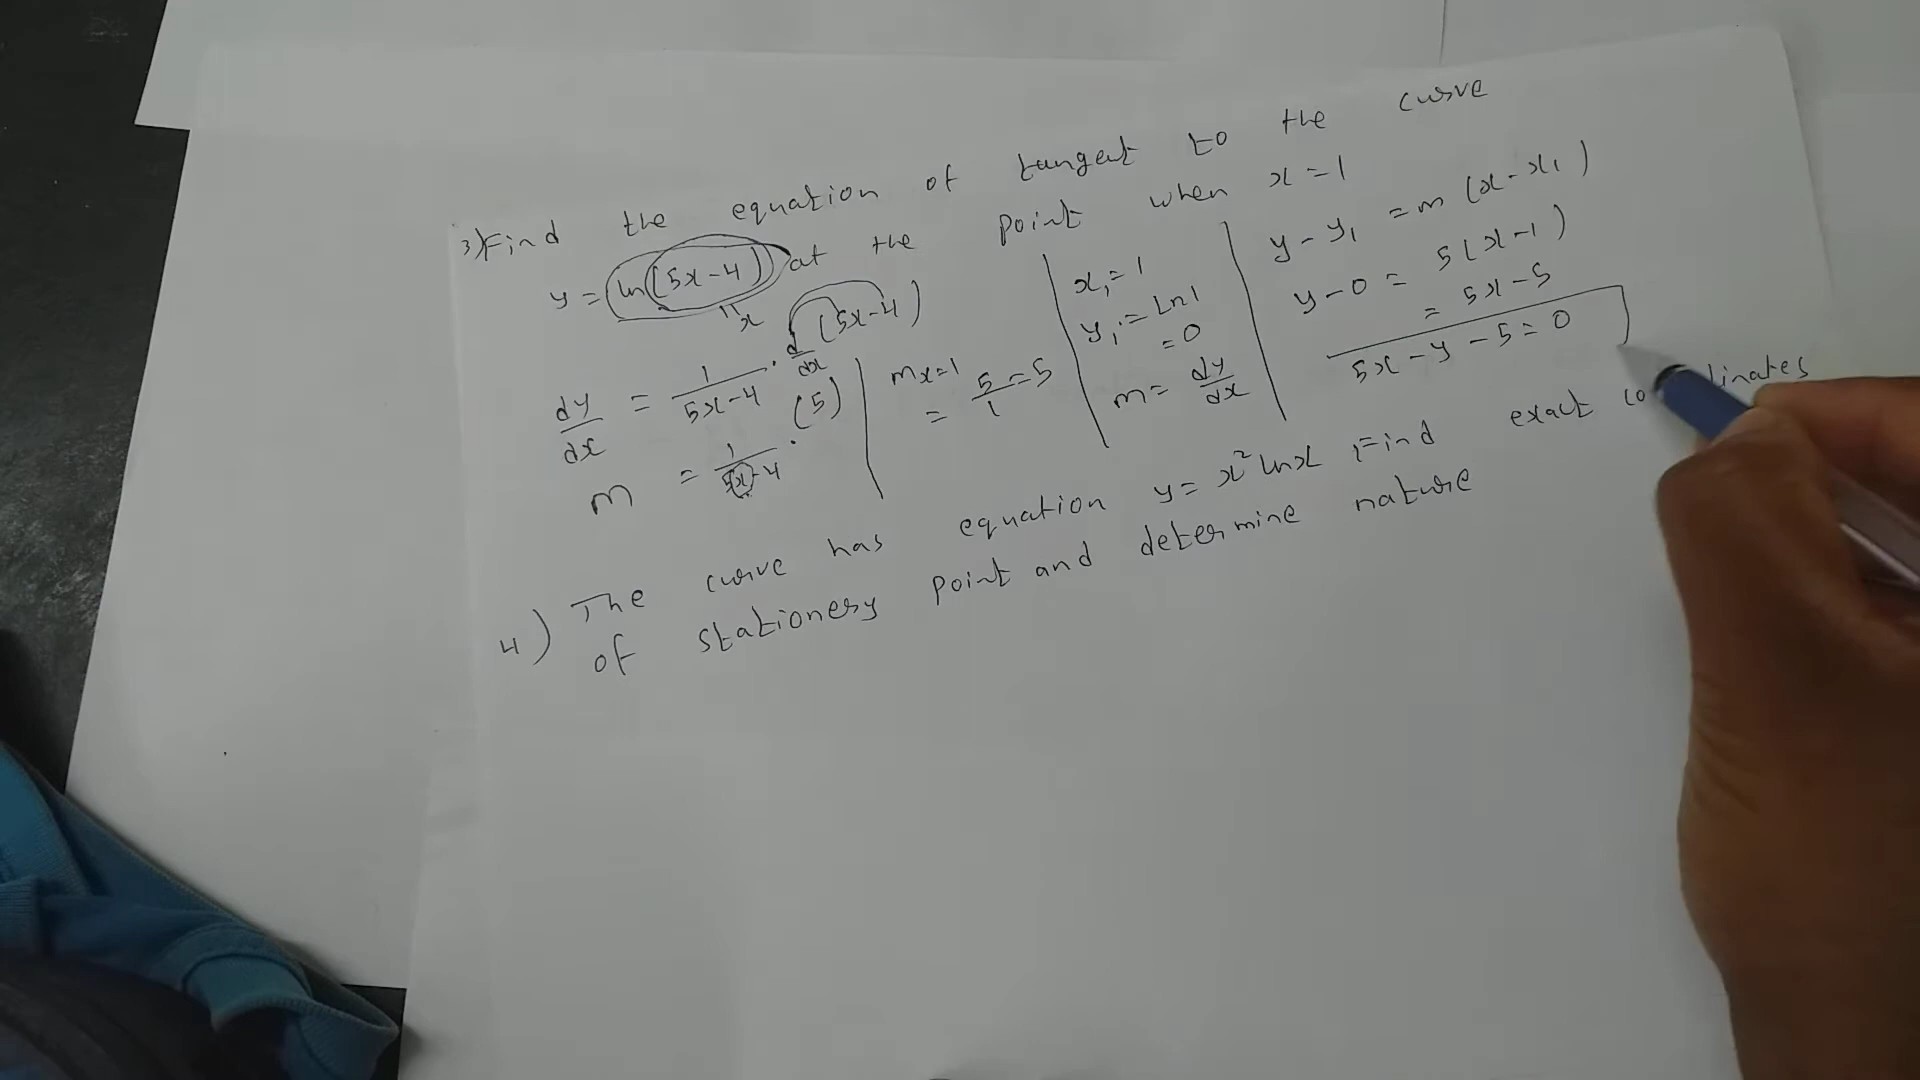 3) Find the equation of tangent to the curve
y = ln(5x-4) at the point when x = 1
11x
dy/dx = 1/(5x-4) · d/dx (5x-4)
m = 1/(5(x)-4) · (5)
mx=1
= 5/1 = 5
x₁ = 1
y₁ = Ln1
= 0
m = dy/dx
y - y₁ = m (x - x₁)
y - 0 = 5(x-1)
= 5x-5
5x - y - 5 = 0
4) The curve has equation y = x² lnx , Find exact
of stationery point and determine nature